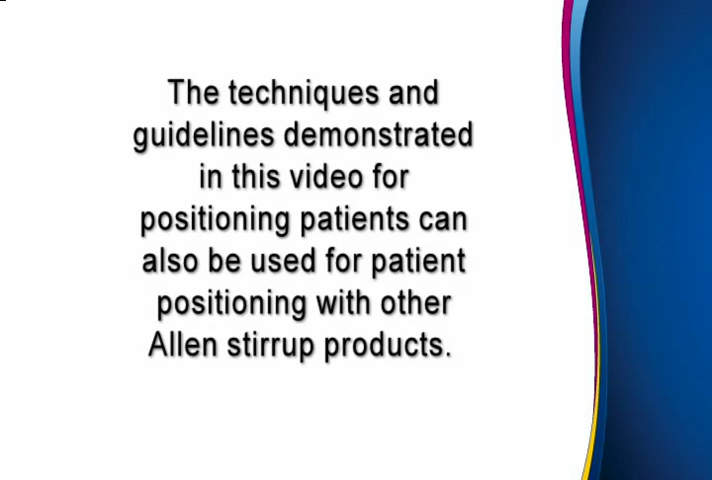 The techniques and
guidelines demonstrated
in this video for
positioning patients can
also be used for patient
positioning with other
Allen stirrup products.